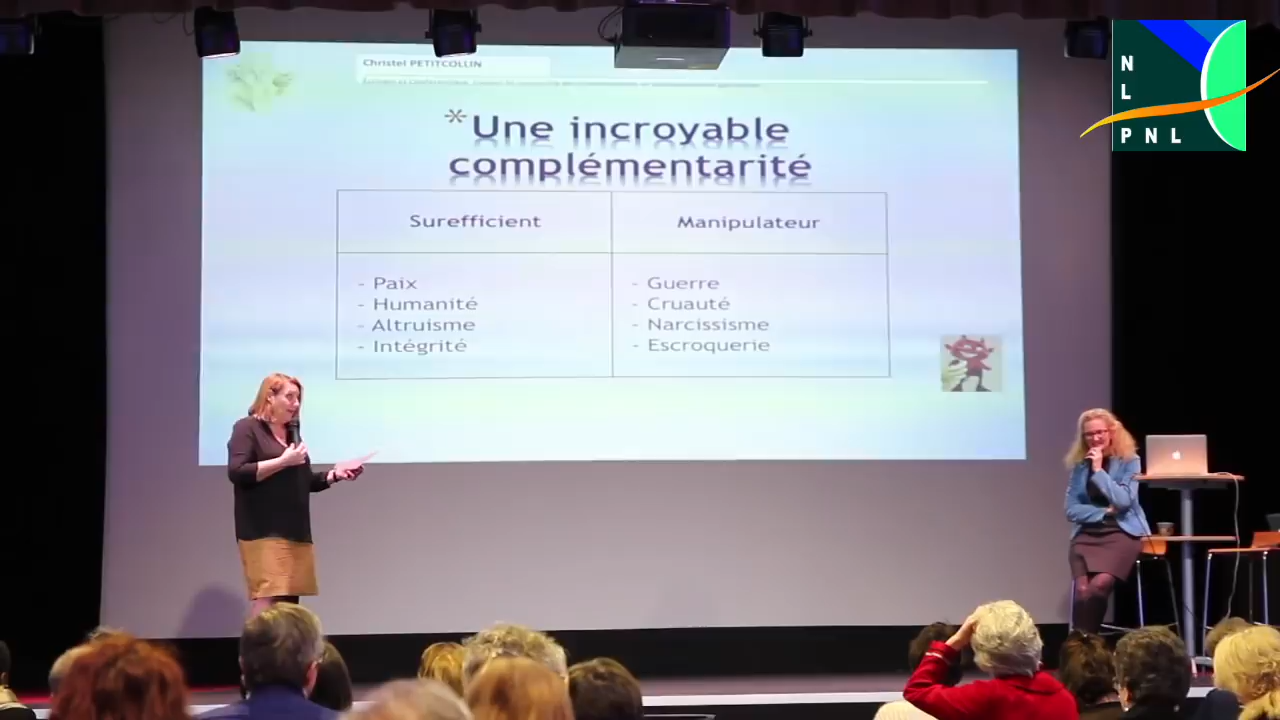 Christel PETITCOLLIN
*Une incroyable
complémentarité
Surefficient
Manipulateur
- Paix
- Humanité
- Altruisme
- Intégrité
- Guerre
- Cruauté
- Narcissisme
- Escroquerie
N
L
P N L